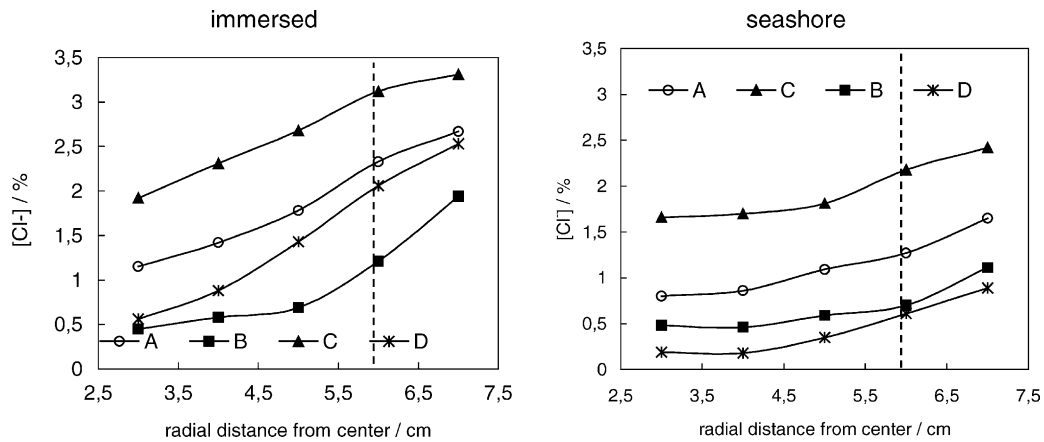 immersed
3,5
3
2,5
2
1,5
1
0,5
0
[Cl-] / %
A B C D
2,5 3,5 4,5 5,5 6,5 7,5
radial distance from center / cm
seashore
3,5
3
2,5
2
1,5
1
0,5
0
[Cl-] / %
A C B D
2,5 3,5 4,5 5,5 6,5 7,5
radial distance from center / cm